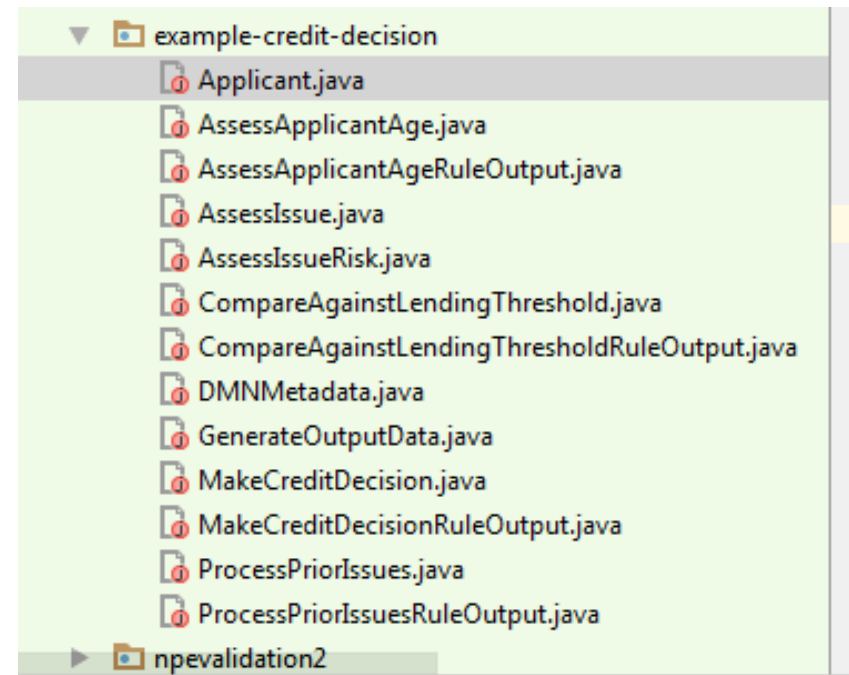 example-credit-decision
Applicant.java
AssessApplicantAge.java
AssessApplicantAgeRuleOutput.java
AssessIssue.java
AssessIssueRisk.java
CompareAgainstLendingThreshold.java
CompareAgainstLendingThresholdRuleOutput.java
DMNMetadata.java
GenerateOutputData.java
MakeCreditDecision.java
MakeCreditDecisionRuleOutput.java
ProcessPriorIssues.java
ProcessPriorIssuesRuleOutput.java
npevalidation2